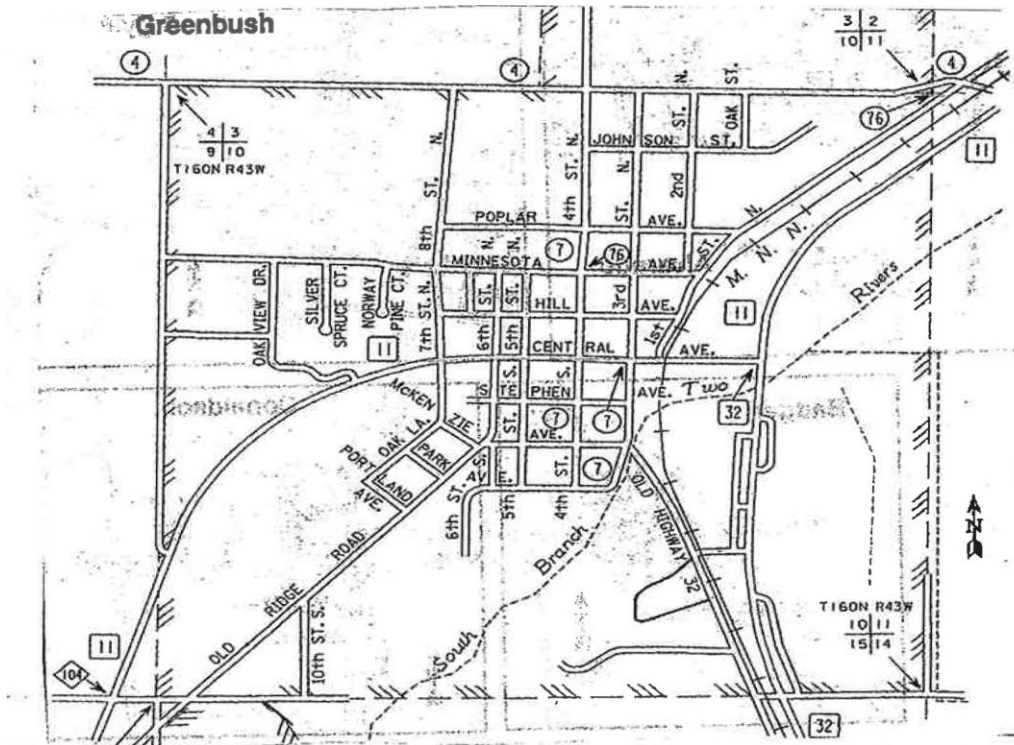 Greenbush
4
4
3 2
10 11
4
76
11
4 3
9 10
T160N R43W
N.
ST.
8th
N.
ST.
4th
JOHNSON ST.
N.
ST.
3rd
N.
ST.
2nd
ST.
OAK
POPLAR AVE.
MINNESOTA AVE.
7
76
N.
ST.
1st
M. N. N.
11
Rivers
OAK VIEW DR.
SILVER
SPRUCE CT.
NORWAY
PINE CT.
11
7th ST. N.
N.
ST.
6th
N.
ST.
5th
HILL AVE.
CENTRAL AVE.
STEPHEN AVE.
S.
S.
Two
32
7
7
McKENZIE
AVE.
ST.
OAK LA.
PARK
PORTLAND
AVE.
S.
AVE.
6th ST.
5th
ST.
4th
7
OLD HIGHWAY 32
Branch
South
OLD RIDGE ROAD
10th ST. S.
N
T160N R43W
10 11
15 14
11
104
32